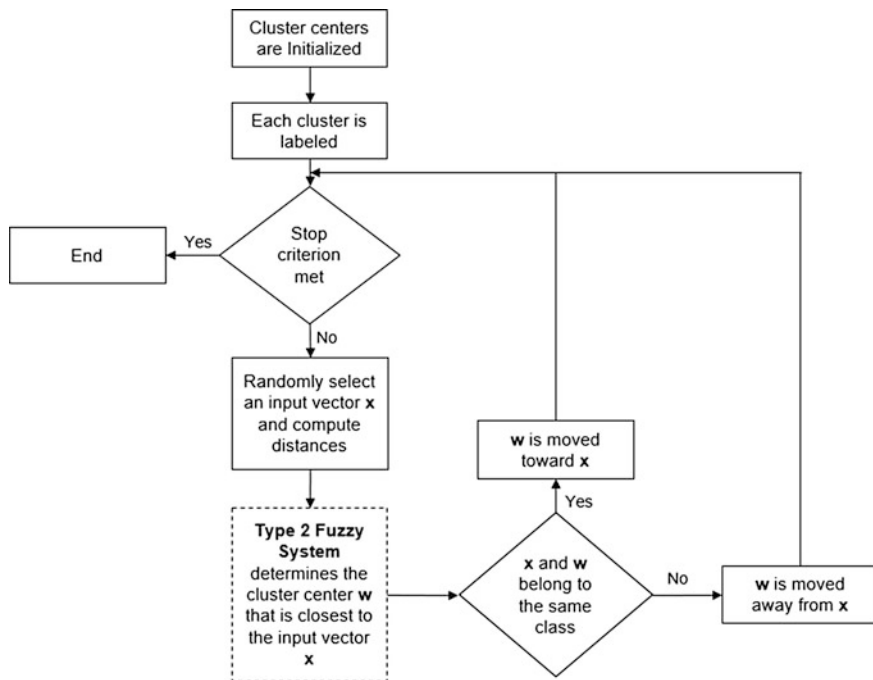 Cluster centers
are Initialized
Each cluster is
labeled
Stop
criterion
met
Yes
End
No
Randomly select
an input vector x
and compute
distances
Type 2 Fuzzy
System
determines the
cluster center w
that is closest to
the input vector
x
x and w
belong to
the same
class
Yes
w is moved
toward x
No
w is moved
away from x